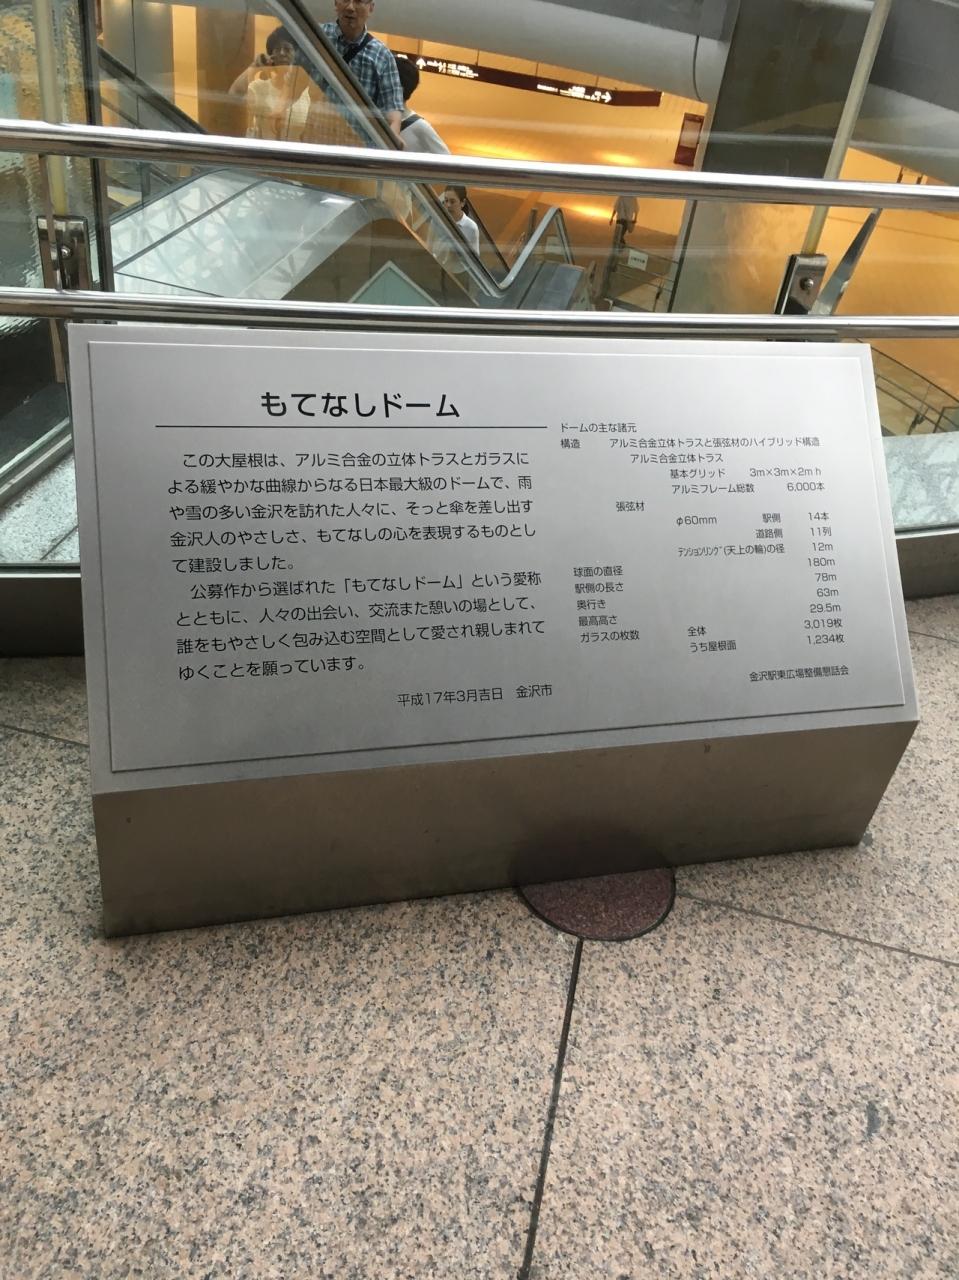 もてなしドーム
この大屋根は、アルミ合金の立体トラスとガラスに
よる緩やかな曲線からなる日本最大級のドームで、雨
や雪の多い金沢を訪れた人々に、そっと傘を差し出す
金沢人のやさしさ、もてなしの心を表現するものとし
て建設しました。
公募作から選ばれた「もてなしドーム」という愛称
とともに、人々の出会い、交流また憩いの場として、
誰をもやさしく包み込む空間として愛され親しまれて
ゆくことを願っています。
平成17年3月吉日 金沢市
ドームの主な諸元
構造 アルミ合金立体トラスと張弦材のハイブリッド構造
アルミ合金立体トラス
基本グリッド 3m×3m×2mh
アルミフレーム総数 6,000本
張弦材
φ60mm 駅側 14本
道路側 11列
テンションリング(天上の輪)の径 12m
球面の直径 180m
駅側の長さ 78m
奥行き 63m
最高高さ 29.5m
ガラスの枚数 全体 3,019枚
うち屋根面 1,234枚
金沢駅東広場整備懇話会